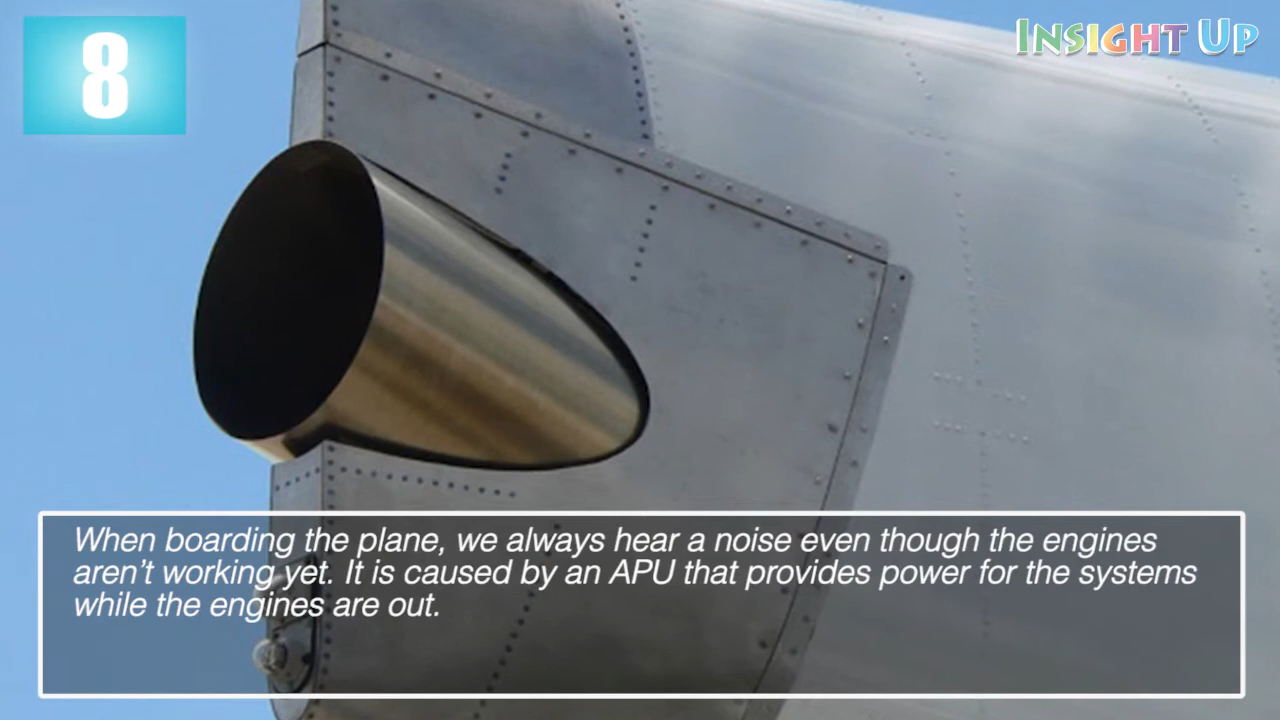 8
INSIGHT UP
When boarding the plane, we always hear a noise even though the engines
aren't working yet. It is caused by an APU that provides power for the systems
while the engines are out.